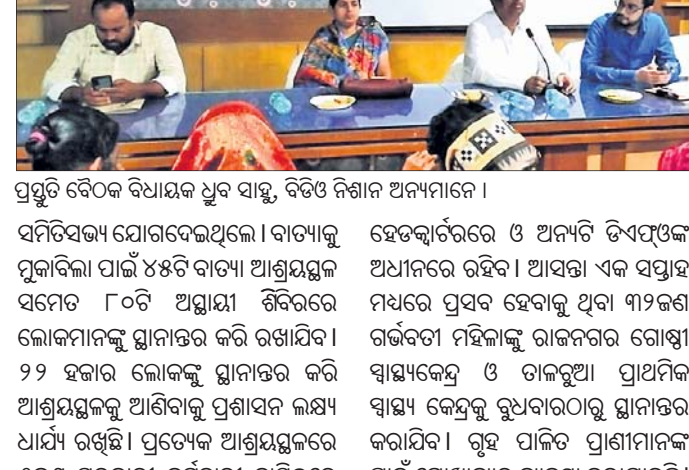 ପ୍ରସ୍ତୁତି ବୈଠକ ବିଧାୟକ ଧ୍ରୁବ ସାହୁ, ବିଡିଓ ନିଶାନ ଅନ୍ୟମାନେ ।
ସମିତିସଭ୍ୟ ଯୋଗଦେଇଥିଲେ । ବାତ୍ୟାକୁ
ମୁକାବିଲା ପାଇଁ ୪୫ଟି ବାତ୍ୟା ଆଶ୍ରୟସ୍ଥଳ
ସମେତ ୮୦ଟି ଅସ୍ଥାୟୀ ଶିବିରରେ
ଲୋକମାନଙ୍କୁ ସ୍ଥାନାନ୍ତର କରି ରଖାଯିବ ।
୨୨ ହଜାର ଲୋକଙ୍କୁ ସ୍ଥାନାନ୍ତର କରି
ଆଶ୍ରୟସ୍ଥଳକୁ ଆଣିବାକୁ ପ୍ରଶାସନ ଲକ୍ଷ୍ୟ
ଧାର୍ଯ୍ୟ ରଖିଛି । ପ୍ରତ୍ୟେକ ଆଶ୍ରୟସ୍ଥଳରେ
ହେଡକ୍ୱାର୍ଟରରେ ଓ ଅନ୍ୟଟି ଡିଏଫ୍‌ଓଙ୍କ
ଅଧୀନରେ ରହିବ । ଆସନ୍ତା ଏକ ସପ୍ତାହ
ମଧ୍ୟରେ ପ୍ରସବ ହେବାକୁ ଥିବା ୩୨ଜଣ
ଗର୍ଭବତୀ ମହିଳାଙ୍କୁ ରାଜନଗର ଗୋଷ୍ଠୀ
ସ୍ୱାସ୍ଥ୍ୟକେନ୍ଦ୍ର ଓ ତାଳଚୁଆ ପ୍ରାଥମିକ
ସ୍ୱାସ୍ଥ୍ୟ କେନ୍ଦ୍ରକୁ ବୁଧବାରଠାରୁ ସ୍ଥାନାନ୍ତର
କରାଯିବ । ଗୃହ ପାଳିତ ପ୍ରାଣୀମାନଙ୍କ